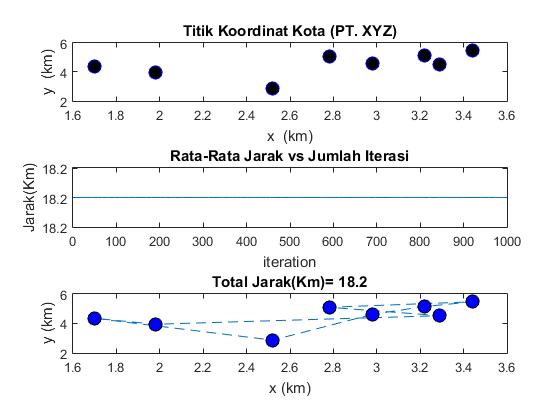 Titik Koordinat Kota (PT. XYZ)
6
4
2
y (km)
1.6 1.8 2 2.2 2.4 2.6 2.8 3 3.2 3.4 3.6
x (km)
Rata-Rata Jarak vs Jumlah Iterasi
18.2
18.2
18.2
Jarak(Km)
0 100 200 300 400 500 600 700 800 900 1000
iteration
Total Jarak(Km)= 18.2
6
4
2
y (km)
1.6 1.8 2 2.2 2.4 2.6 2.8 3 3.2 3.4 3.6
x (km)